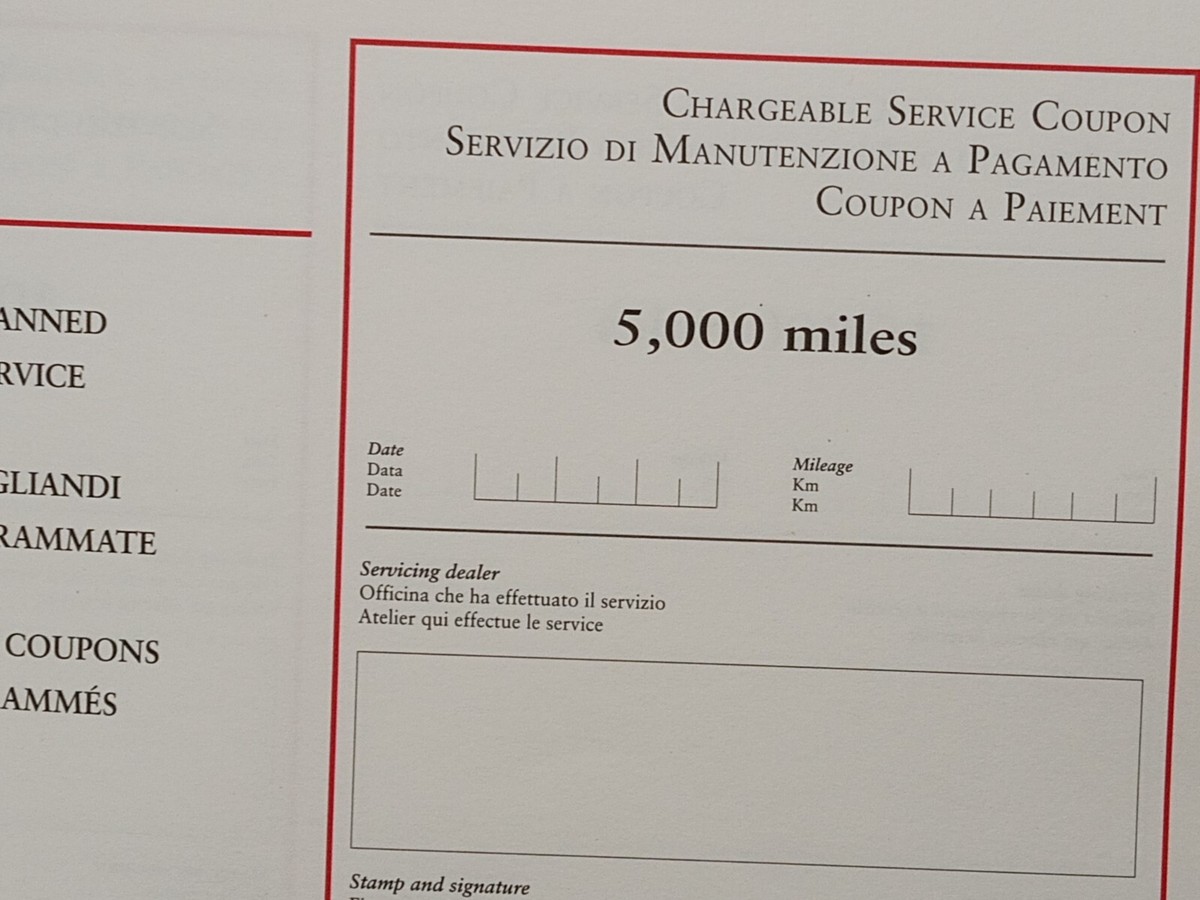 ANNED
RVICE
GLIANDI
RAMMATE
COUPONS
AMMÉS
CHARGEABLE SERVICE COUPON
SERVIZIO DI MANUTENZIONE A PAGAMENTO
COUPON A PAIEMENT
5,000 miles
Date
Data
Date
Mileage
Km
Km
Servicing dealer
Officina che ha effettuato il servizio
Atelier qui effectue le service
Stamp and signature